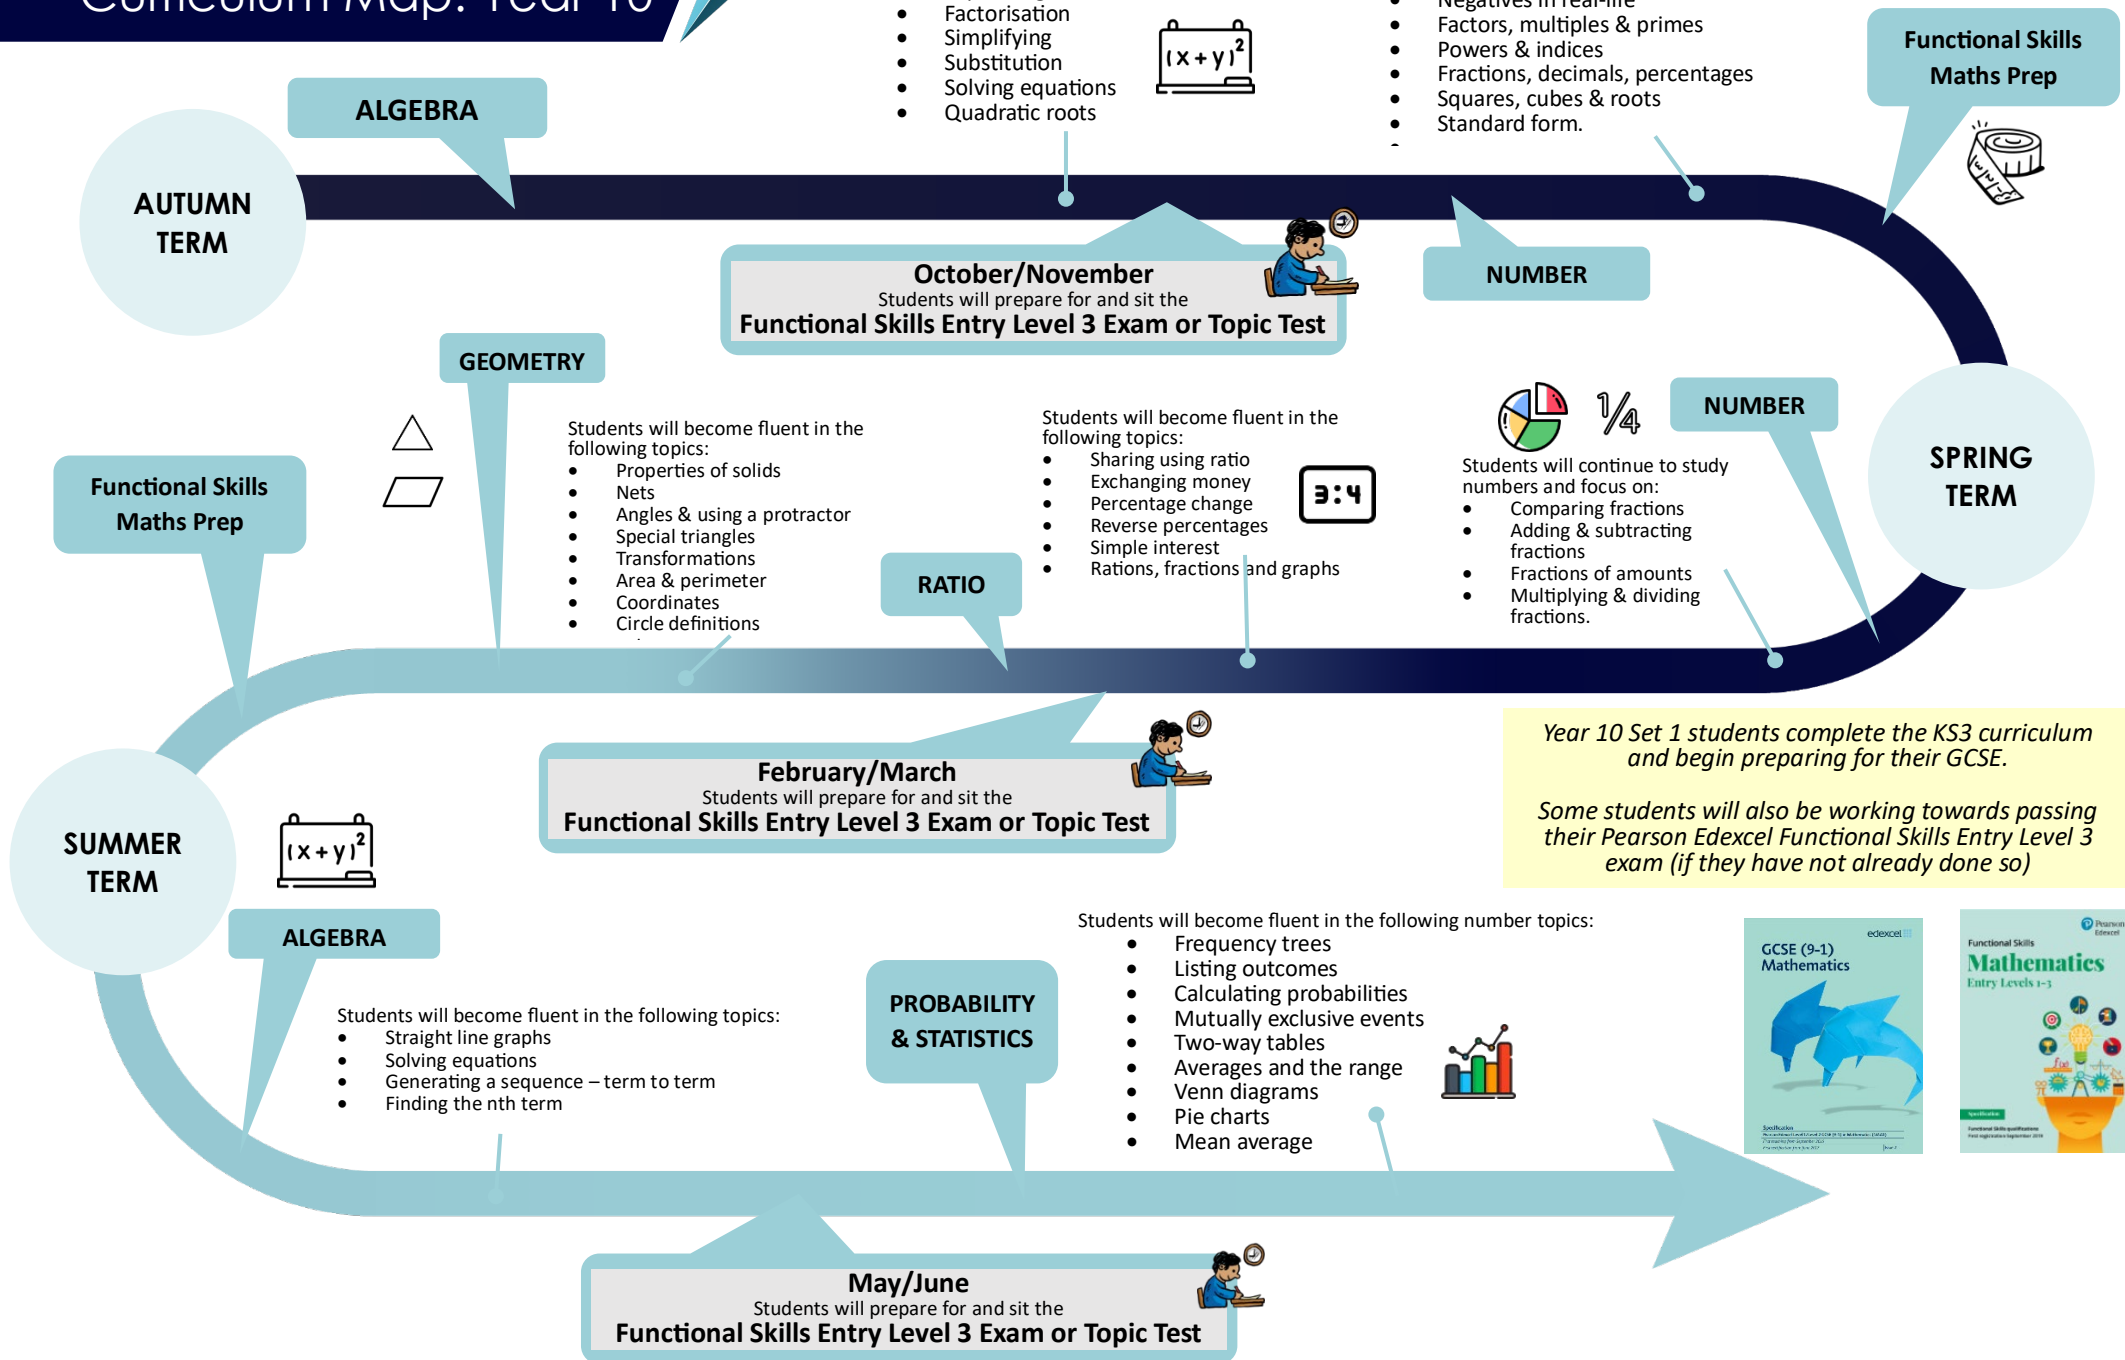 Curriculum Map: Year 10
Factorisation
Simplifying
Substitution
Solving equations
Quadratic roots
(x + y)²
Negatives in real-life
Factors, multiples & primes
Powers & indices
Fractions, decimals, percentages
Squares, cubes & roots
Standard form.
Functional Skills
Maths Prep
ALGEBRA
AUTUMN
TERM
October/November
Students will prepare for and sit the
Functional Skills Entry Level 3 Exam or Topic Test
NUMBER
GEOMETRY
Students will become fluent in the
following topics:
Properties of solids
Nets
Angles & using a protractor
Special triangles
Transformations
Area & perimeter
Coordinates
Circle definitions
Students will become fluent in the
following topics:
Sharing using ratio
Exchanging money
Percentage change
Reverse percentages
Simple interest
Rations, fractions and graphs
3:4
1/4
NUMBER
Students will continue to study
numbers and focus on:
Comparing fractions
Adding & subtracting
fractions
Fractions of amounts
Multiplying & dividing
fractions.
SPRING
TERM
Functional Skills
Maths Prep
RATIO
February/March
Students will prepare for and sit the
Functional Skills Entry Level 3 Exam or Topic Test
Year 10 Set 1 students complete the KS3 curriculum
and begin preparing for their GCSE.
Some students will also be working towards passing
their Pearson Edexcel Functional Skills Entry Level 3
exam (if they have not already done so)
SUMMER
TERM
(x + y)²
ALGEBRA
Students will become fluent in the following topics:
Straight line graphs
Solving equations
Generating a sequence – term to term
Finding the nth term
PROBABILITY
& STATISTICS
Students will become fluent in the following number topics:
Frequency trees
Listing outcomes
Calculating probabilities
Mutually exclusive events
Two-way tables
Averages and the range
Venn diagrams
Pie charts
Mean average
edexcel
GCSE (9-1)
Mathematics
Specification
Pearson
Edexcel
Functional Skills
Mathematics
Entry Levels 1-3
Specification
Functional Skills qualifications
First registration September 2019
May/June
Students will prepare for and sit the
Functional Skills Entry Level 3 Exam or Topic Test